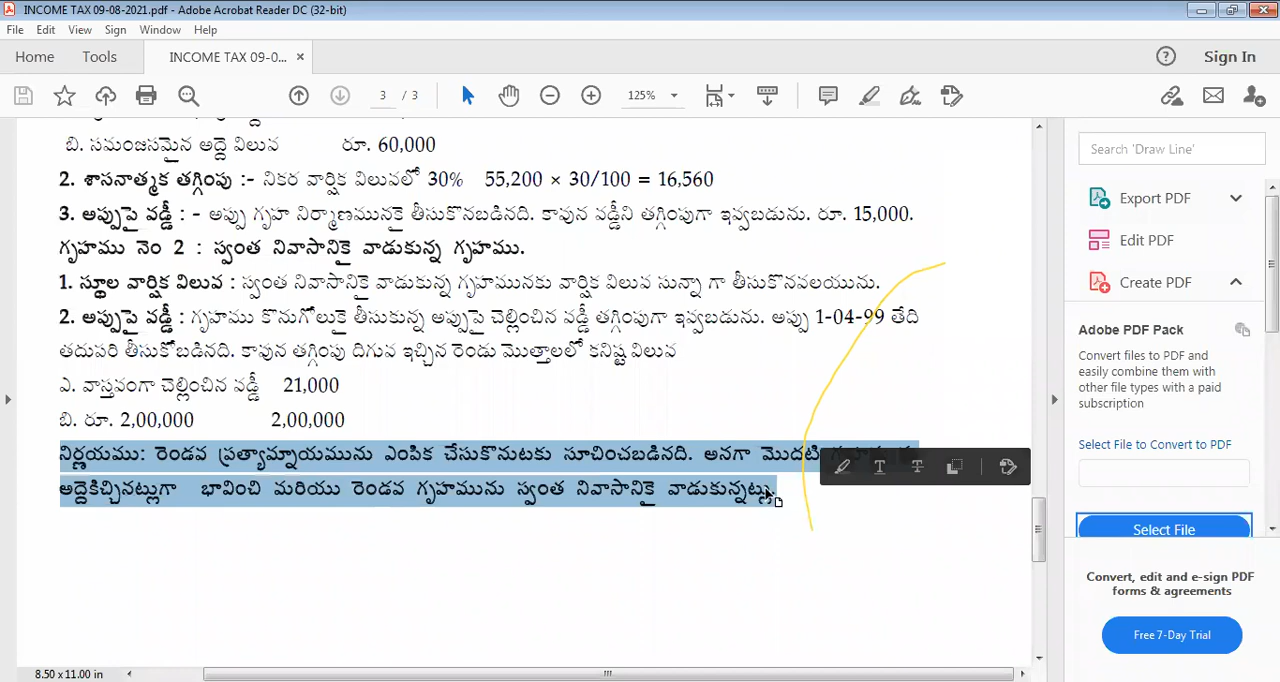 INCOME TAX 09-08-2021.pdf - Adobe Acrobat Reader DC (32-bit)
File Edit View Sign Window Help
Home Tools INCOME TAX 09-0... × Sign In
3 / 3 125%
బి. సమంజసమైన అద్దె విలువ రూ. 60,000
2. శాసనాత్మక తగ్గింపు :- నికర వార్షిక విలువలో 30% 55,200 × 30/100 = 16,560
3. అప్పుపై వడ్డీ : - అప్పు గృహ నిర్మాణమునకై తీసుకొనబడినది. కావున వడ్డీని తగ్గింపుగా ఇవ్వబడును. రూ. 15,000.
గృహము నెం 2 : స్వంత నివాసానికై వాడుకున్న గృహము.
1. స్థూల వార్షిక విలువ : స్వంత నివాసానికై వాడుకున్న గృహమునకు వార్షిక విలువ సున్నా గా తీసుకొనవలయును.
2. అప్పుపై వడ్డీ : గృహము కొనుగోలుకై తీసుకున్న అప్పుపై చెల్లించిన వడ్డీ తగ్గింపుగా ఇవ్వబడును. అప్పు 1-04-99 తేది
తదుపరి తీసుకోబడినది. కావున తగ్గింపు దిగువ ఇచ్చిన రెండు మొత్తాలలో కనిష్ట విలువ
ఎ. వాస్తవంగా చెల్లించిన వడ్డీ 21,000
బి. రూ. 2,00,000 2,00,000
నిర్ణయము: రెండవ ప్రత్యామ్నాయమును ఎంపిక చేసుకొనుటకు సూచించబడినది. అనగా మొదటి
అద్దెకిచ్చినట్లుగా భావించి మరియు రెండవ గృహమును స్వంత నివాసానికై వాడుకున్నట్లు.
8.50 x 11.00 in
Search 'Draw Line'
Export PDF
Edit PDF
Create PDF
Adobe PDF Pack
Convert files to PDF and
easily combine them with
other file types with a paid
subscription
Select File to Convert to PDF
Select File
Convert, edit and e-sign PDF
forms & agreements
Free 7-Day Trial